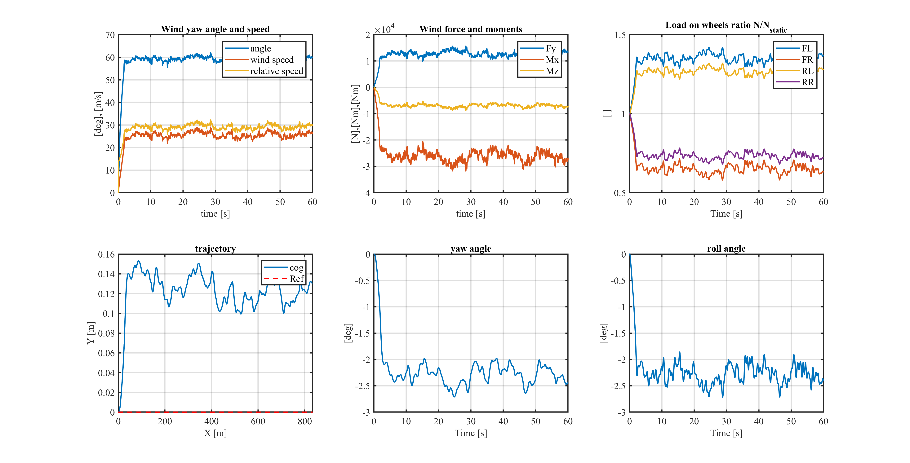 Wind yaw angle and speed
70
60
50
40
30
20
10
0
[deg], [m/s]
angle
wind speed
relative speed
0 10 20 30 40 50 60
time [s]
Wind force and moments
×10^4
2
1
0
-1
-2
-3
-4
[N],[Nm],[Nm]
Fy
Mx
Mz
0 10 20 30 40 50 60
time [s]
Load on wheels ratio N/N_static
1.5
1
0.5
[]
FL
FR
RL
RR
0 10 20 30 40 50 60
Time [s]
trajectory
0.16
0.14
0.12
0.1
0.08
0.06
0.04
0.02
0
Y [m]
cog
Ref
0 200 400 600 800
X [m]
yaw angle
0
-0.5
-1
-1.5
-2
-2.5
-3
[deg]
0 10 20 30 40 50 60
Time [s]
roll angle
0
-0.5
-1
-1.5
-2
-2.5
-3
[deg]
0 10 20 30 40 50 60
Time [s]